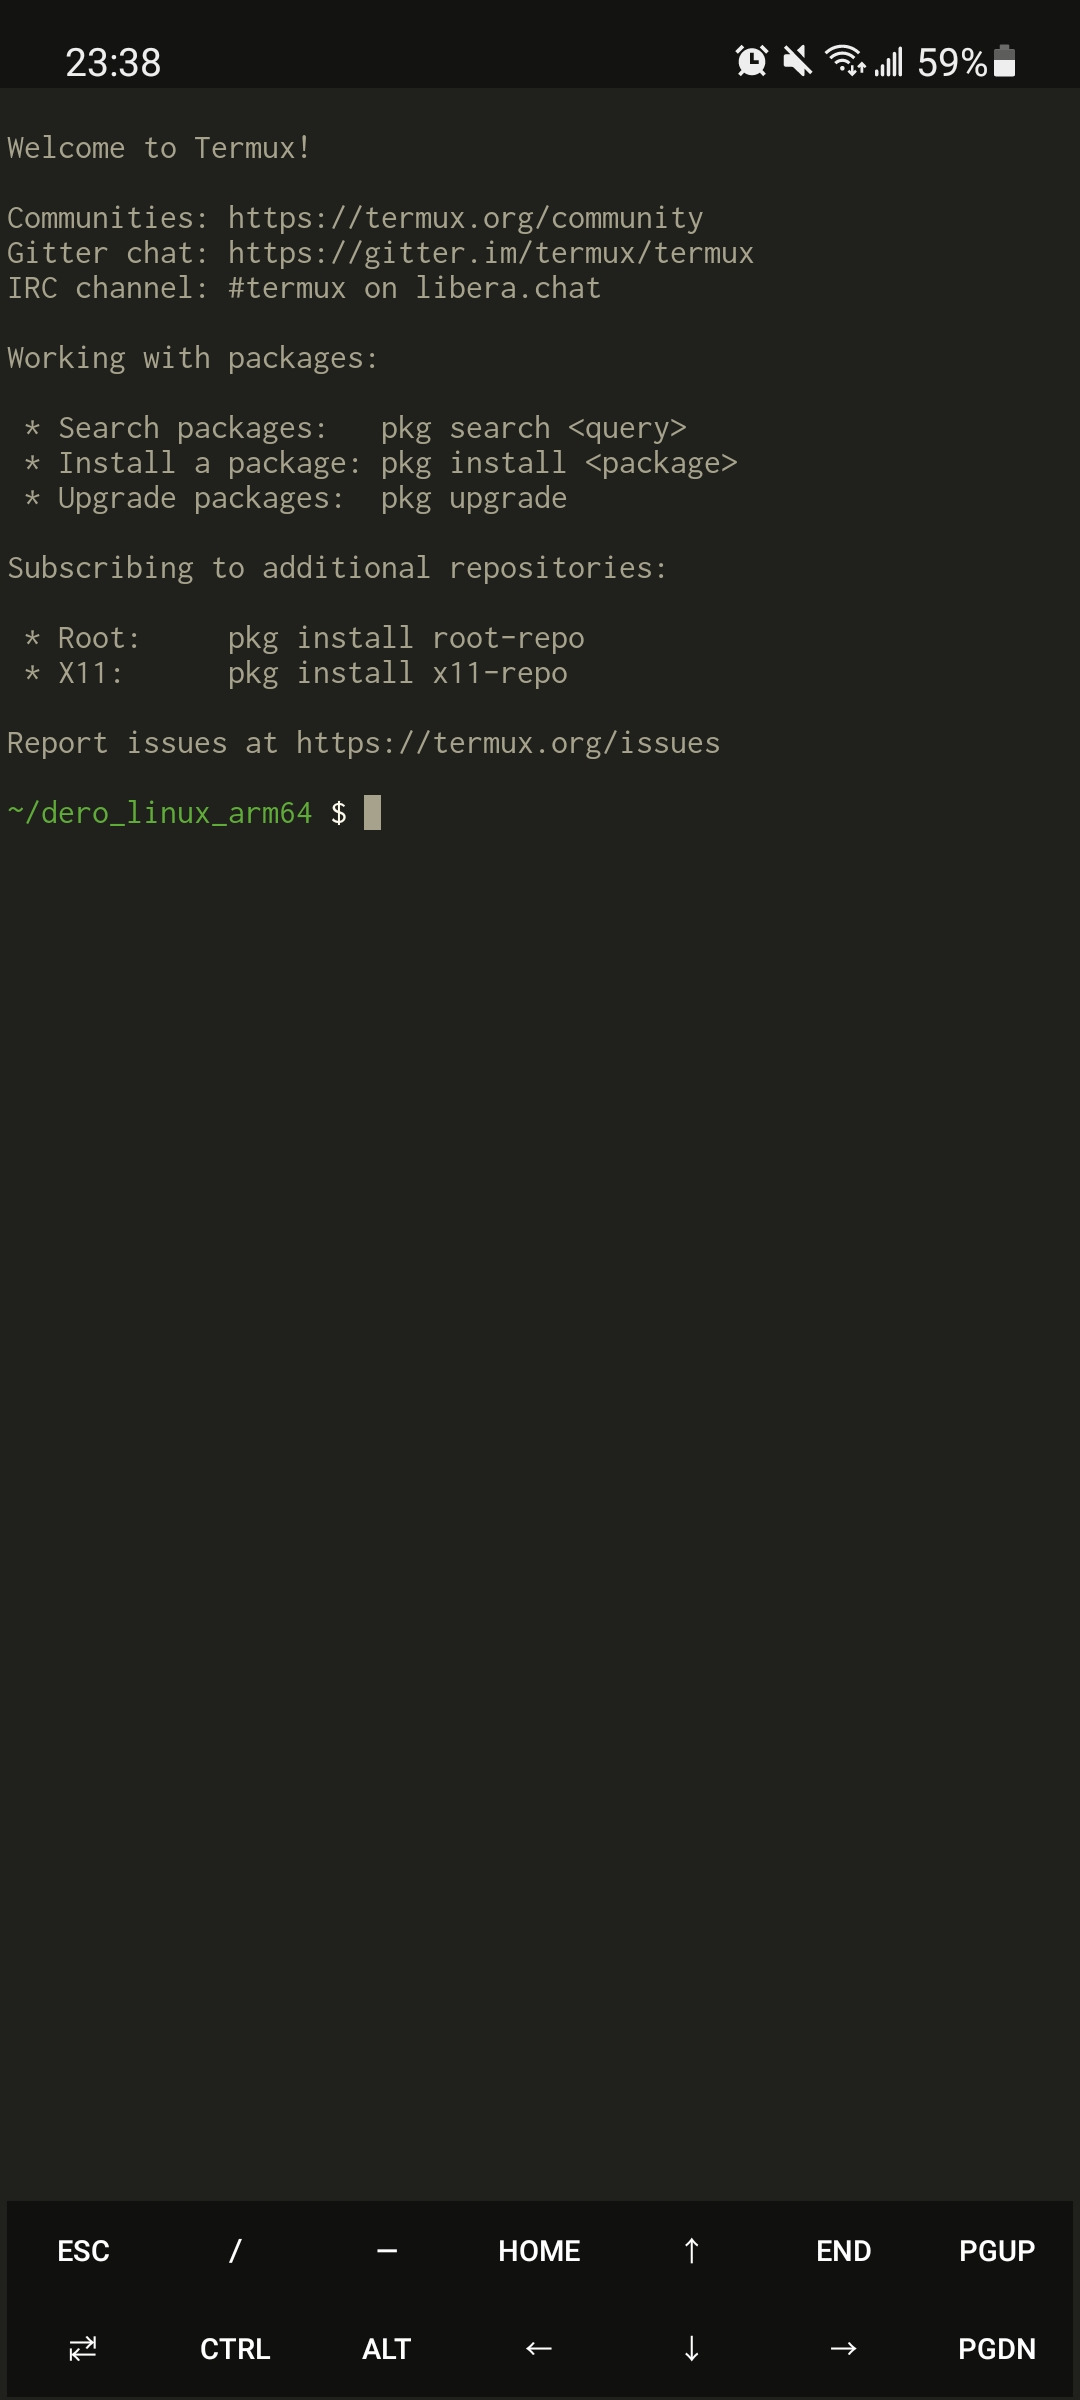 23:38 59%
Welcome to Termux!
Communities: https://termux.org/community
Gitter chat: https://gitter.im/termux/termux
IRC channel: #termux on libera.chat
Working with packages:
* Search packages:   pkg search <query>
* Install a package: pkg install <package>
* Upgrade packages:  pkg upgrade
Subscribing to additional repositories:
* Root:     pkg install root-repo
* X11:      pkg install x11-repo
Report issues at https://termux.org/issues
~/dero_linux_arm64 $
ESC / – HOME ↑ END PGUP
⇄ CTRL ALT ← ↓ → PGDN